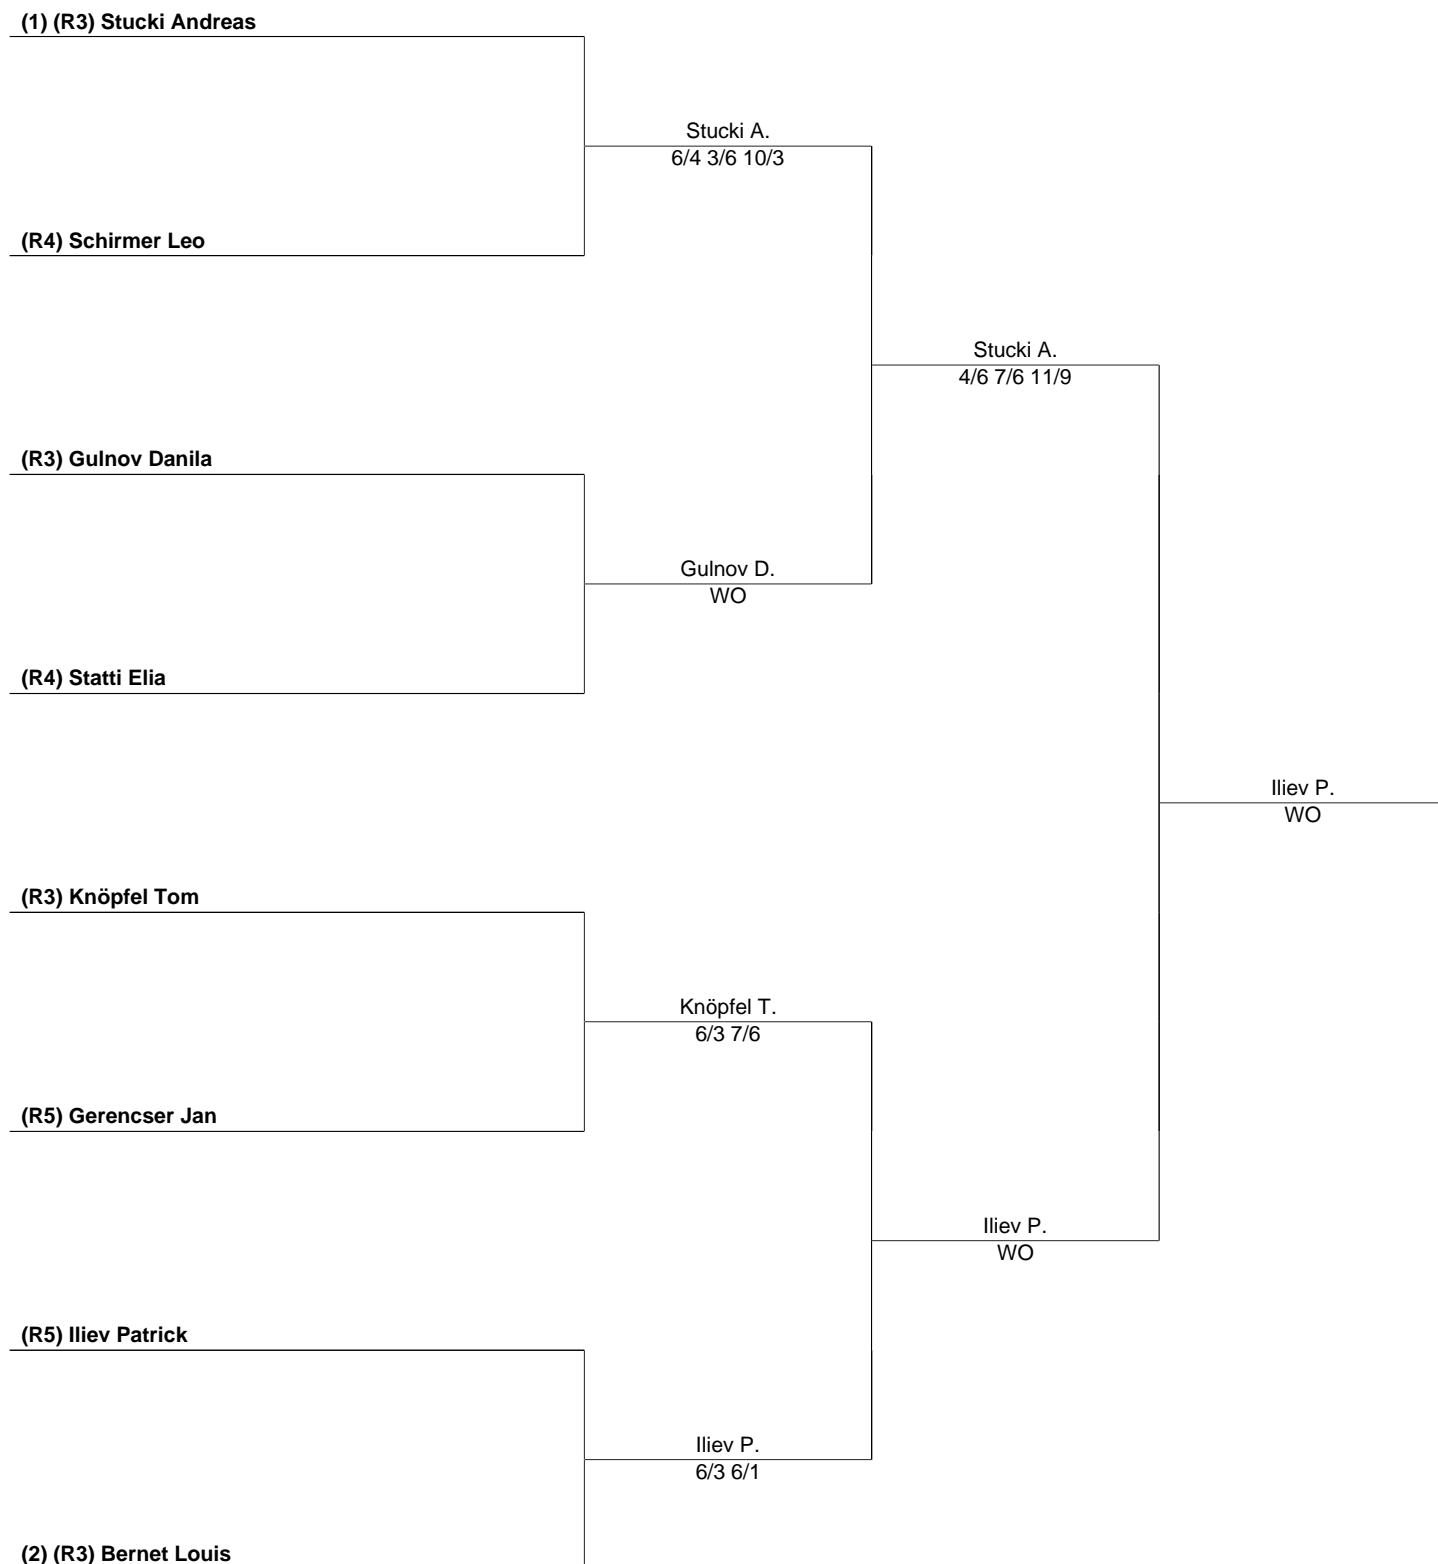 (1) (R3) Stucki Andreas
Stucki A.
6/4 3/6 10/3
(R4) Schirmer Leo
Stucki A.
4/6 7/6 11/9
(R3) Gulnov Danila
Gulnov D.
WO
(R4) Statti Elia
Iliev P.
WO
(R3) Knöpfel Tom
Knöpfel T.
6/3 7/6
(R5) Gerencser Jan
Iliev P.
WO
(R5) Iliev Patrick
Iliev P.
6/3 6/1
(2) (R3) Bernet Louis